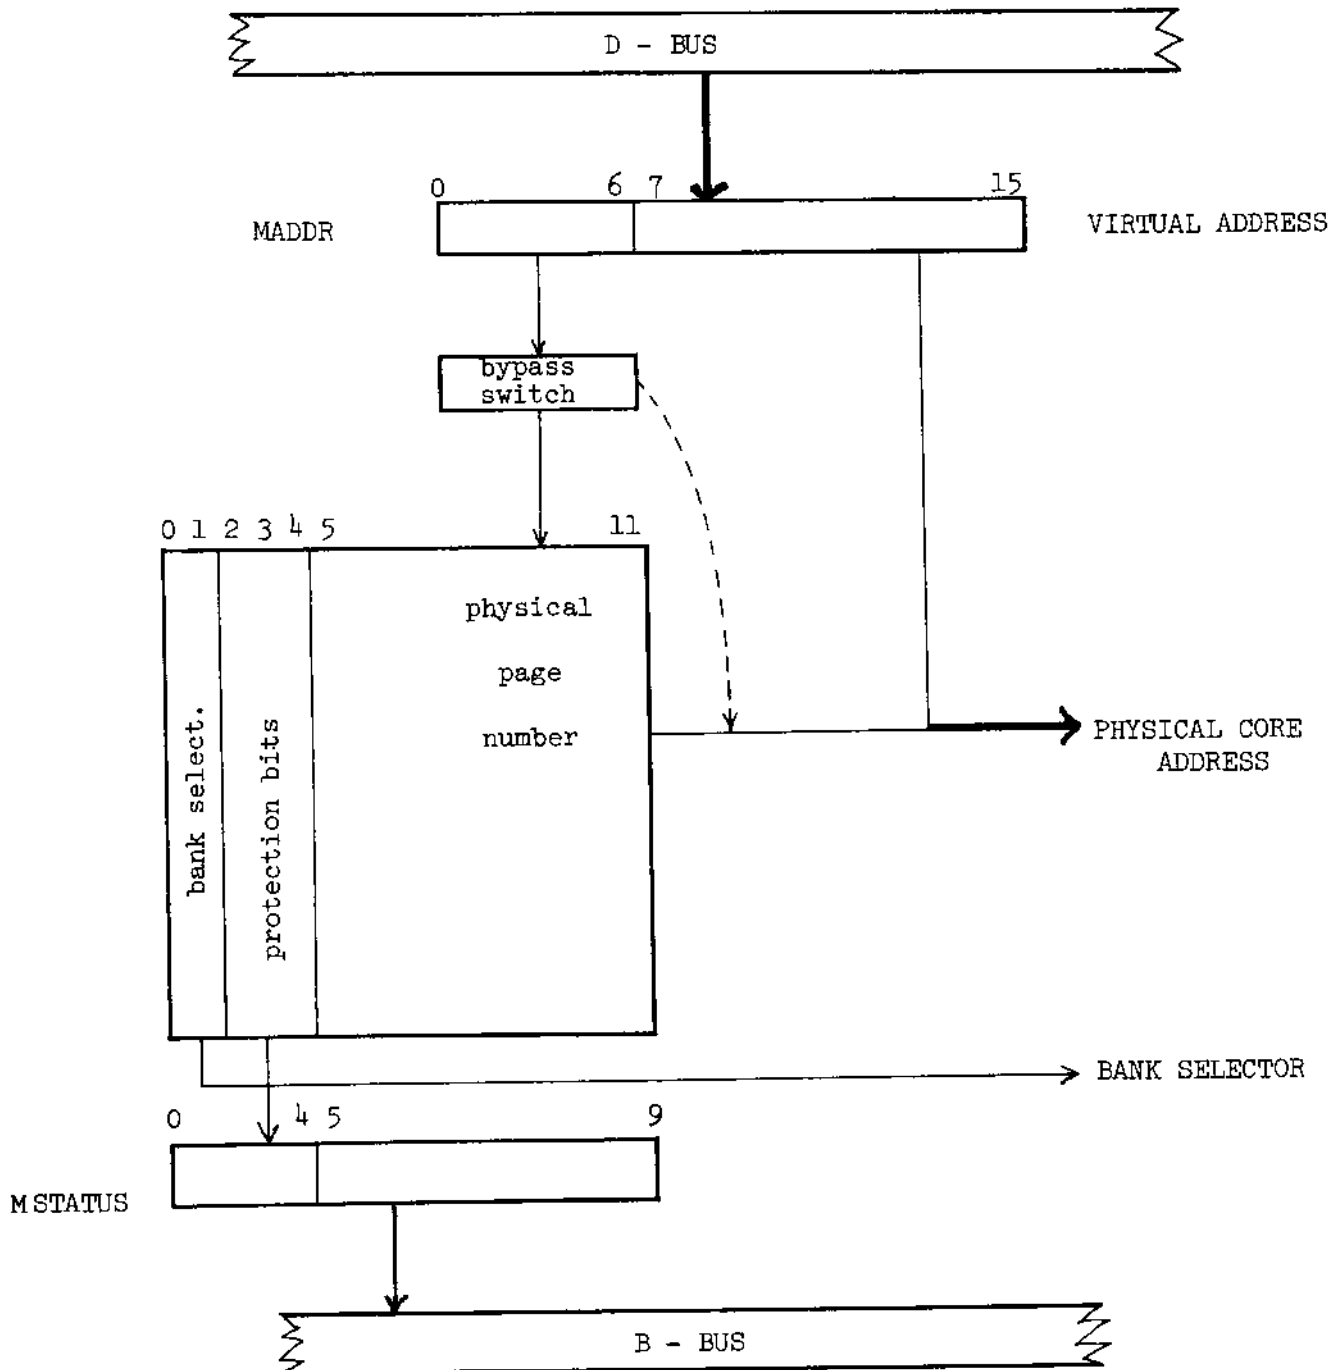 D - BUS
0 6 7 15
MADDR
VIRTUAL ADDRESS
bypass
switch
0 1 2 3 4 5 11
physical
page
number
bank select.
protection bits
PHYSICAL CORE
ADDRESS
BANK SELECTOR
0 4 5 9
MSTATUS
B - BUS